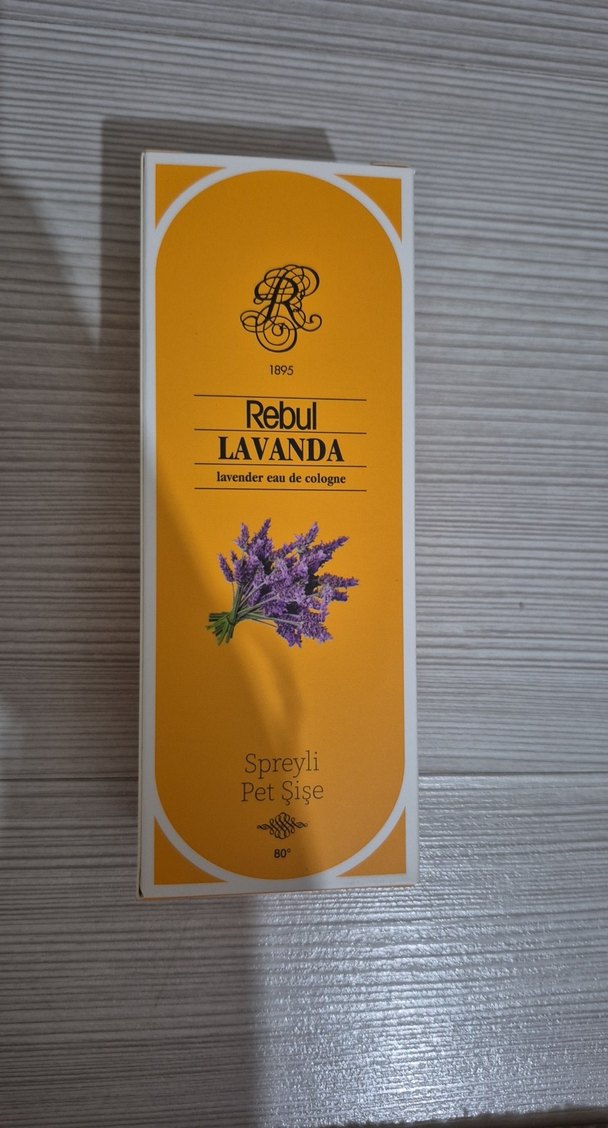 R
1895
Rebul
LAVANDA
lavender eau de cologne
Spreyli
Pet Şişe
80°